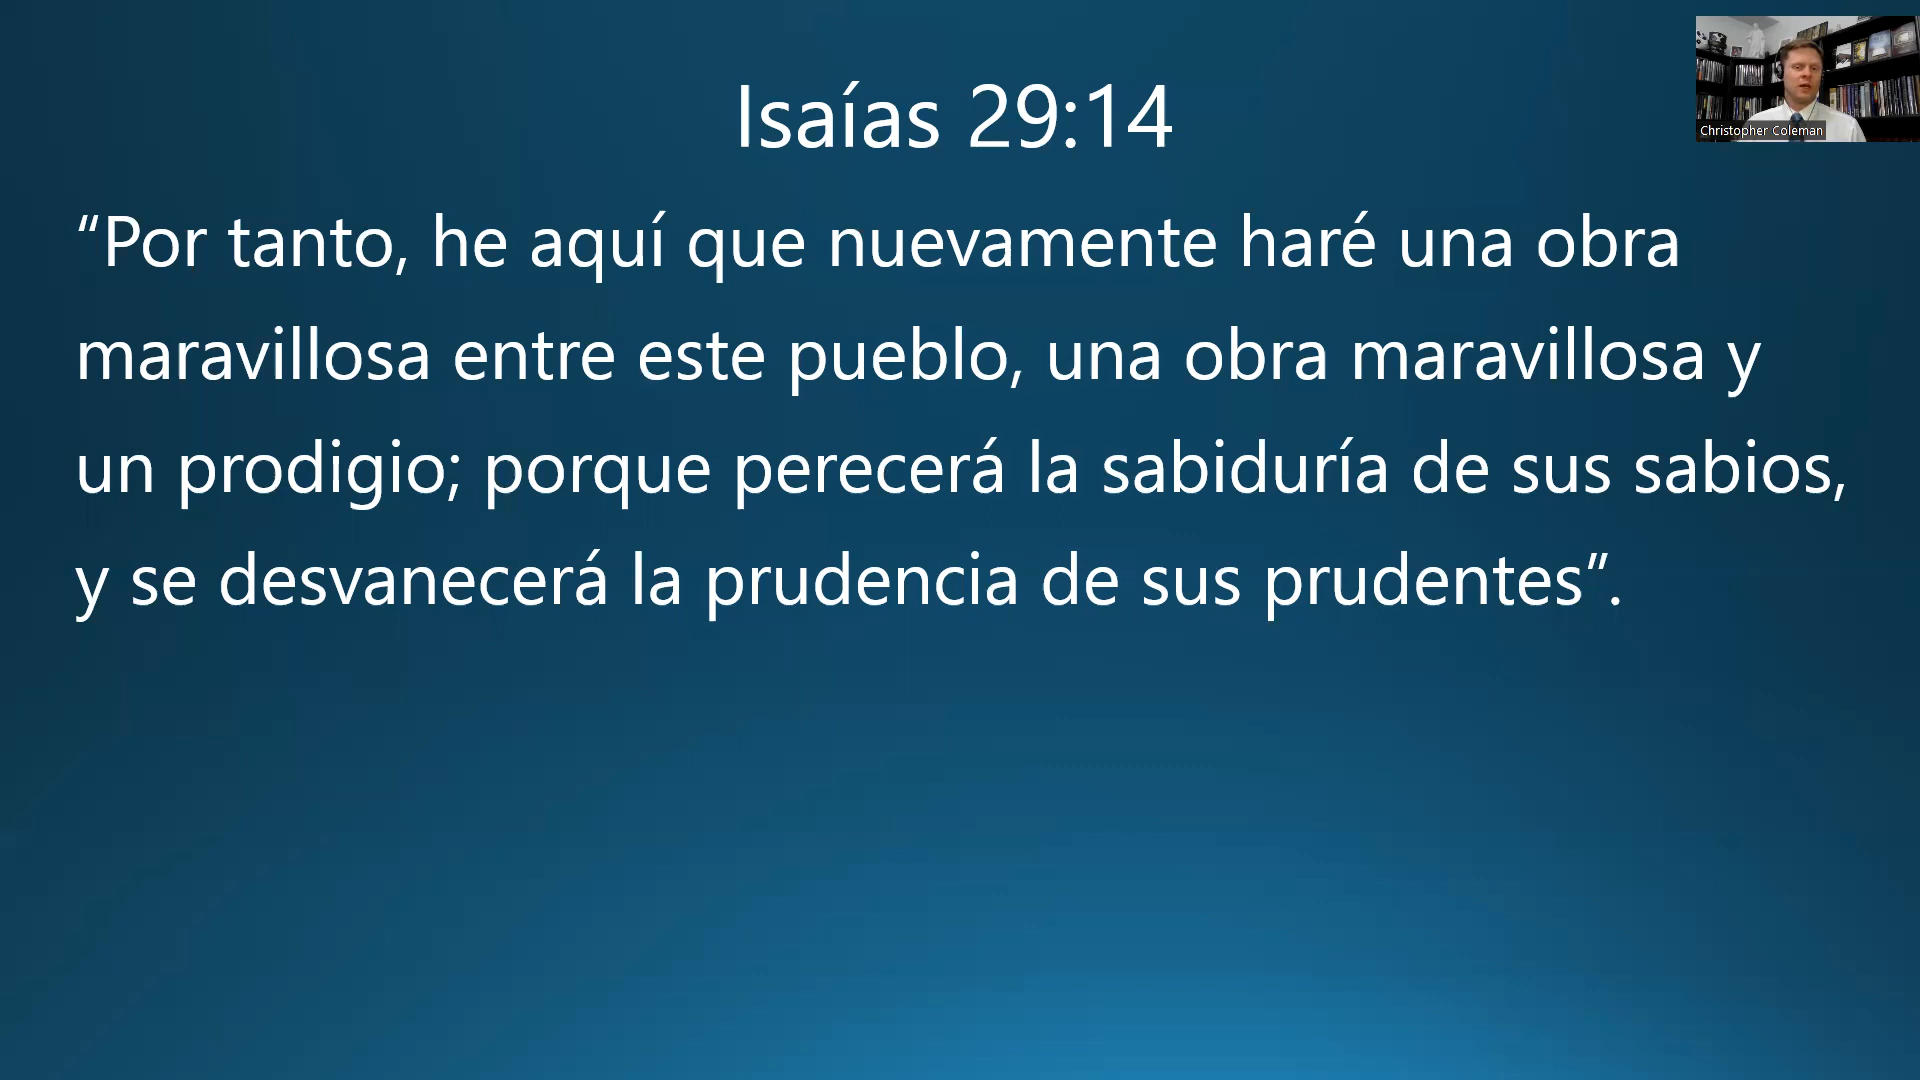 Isaías 29:14
“Por tanto, he aquí que nuevamente haré una obra
maravillosa entre este pueblo, una obra maravillosa y
un prodigio; porque perecerá la sabiduría de sus sabios,
y se desvanecerá la prudencia de sus prudentes”.
Christopher Coleman